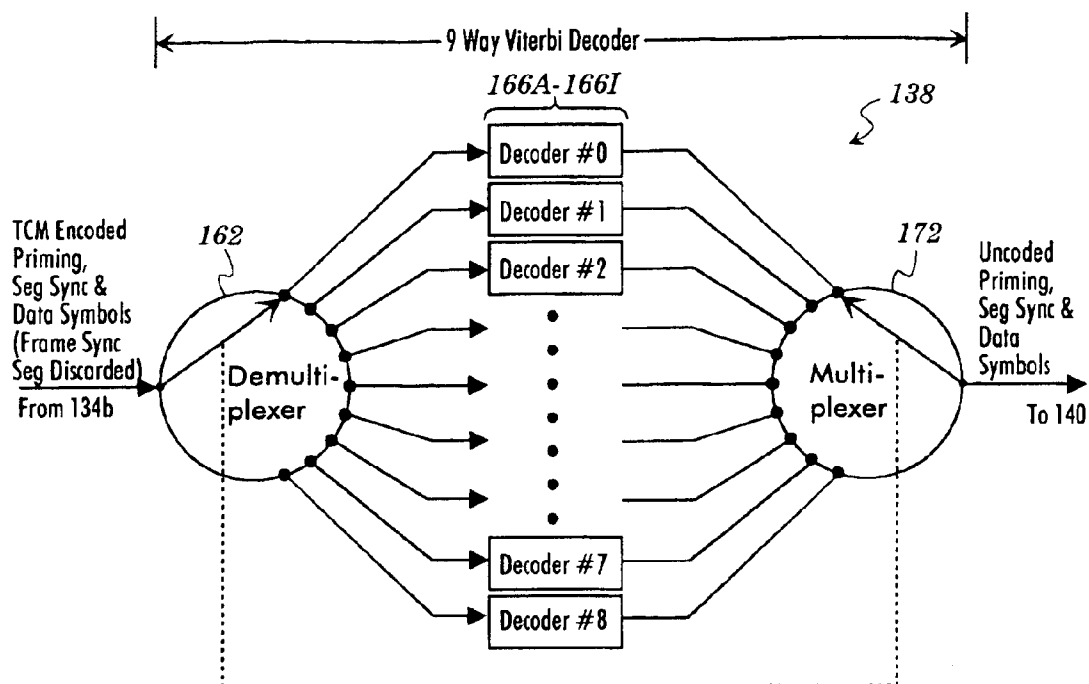 9 Way Viterbi Decoder
166A-166I
138
Decoder #0
TCM Encoded
Priming,
Seg Sync &
Data Symbols
(Frame Sync
Seg Discarded)
From 134b
162
Decoder #1
Decoder #2
172
Uncoded
Priming,
Seg Sync &
Data
Symbols
To 140
Demulti-
plexer
Multi-
plexer
Decoder #7
Decoder #8